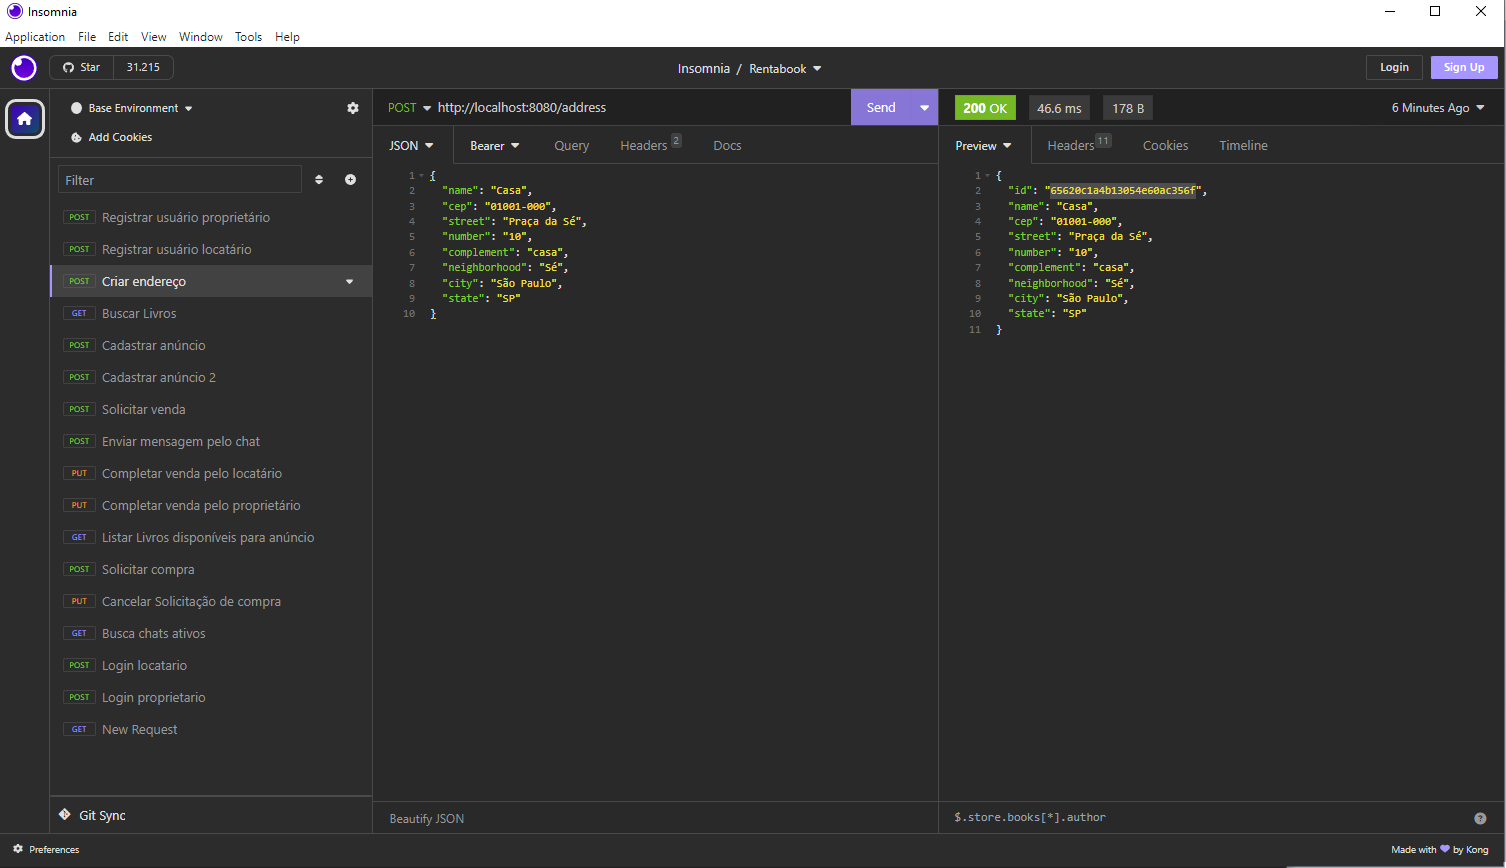 Insomnia
Application File Edit View Window Tools Help
Star 31.215
Insomnia / Rentabook
Login Sign Up
Base Environment
Add Cookies
Filter
POST Registrar usuário proprietário
POST Registrar usuário locatário
POST Criar endereço
GET Buscar Livros
POST Cadastrar anúncio
POST Cadastrar anúncio 2
POST Solicitar venda
POST Enviar mensagem pelo chat
PUT Completar venda pelo locatário
PUT Completar venda pelo proprietário
GET Listar Livros disponíveis para anúncio
POST Solicitar compra
PUT Cancelar Solicitação de compra
GET Busca chats ativos
POST Login locatario
POST Login proprietario
GET New Request
Git Sync
Preferences
POST http://localhost:8080/address Send
JSON Bearer Query Headers 2 Docs
1 {
2 "name": "Casa",
3 "cep": "01001-000",
4 "street": "Praça da Sé",
5 "number": "10",
6 "complement": "casa",
7 "neighborhood": "Sé",
8 "city": "São Paulo",
9 "state": "SP"
10 }
Beautify JSON
200 OK 46.6 ms 178 B 6 Minutes Ago
Preview Headers 11 Cookies Timeline
1 {
2 "id": "65620c1a4b13054e60ac356f",
3 "name": "Casa",
4 "cep": "01001-000",
5 "street": "Praça da Sé",
6 "number": "10",
7 "complement": "casa",
8 "neighborhood": "Sé",
9 "city": "São Paulo",
10 "state": "SP"
11 }
$.store.books[*].author
Made with 💜 by Kong